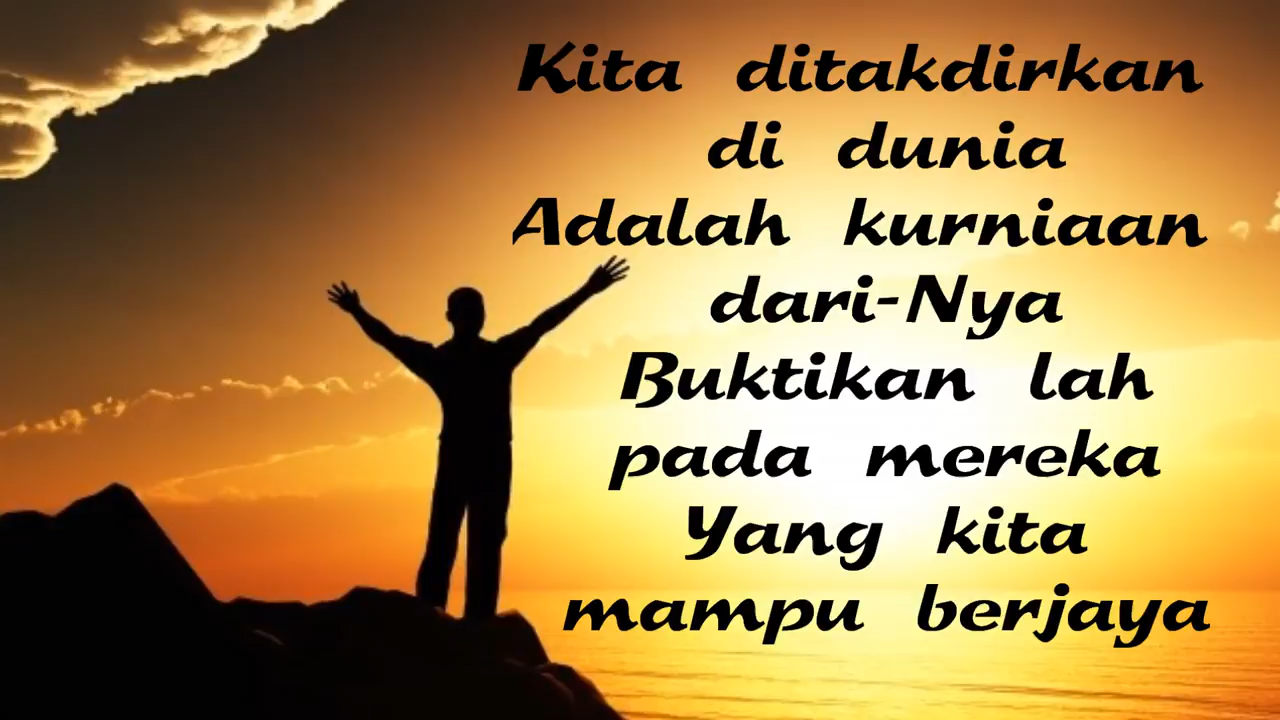 Kita ditakdirkan
di dunia
Adalah kurniaan
dari-Nya
Buktikan lah
pada mereka
Yang kita
mampu berjaya